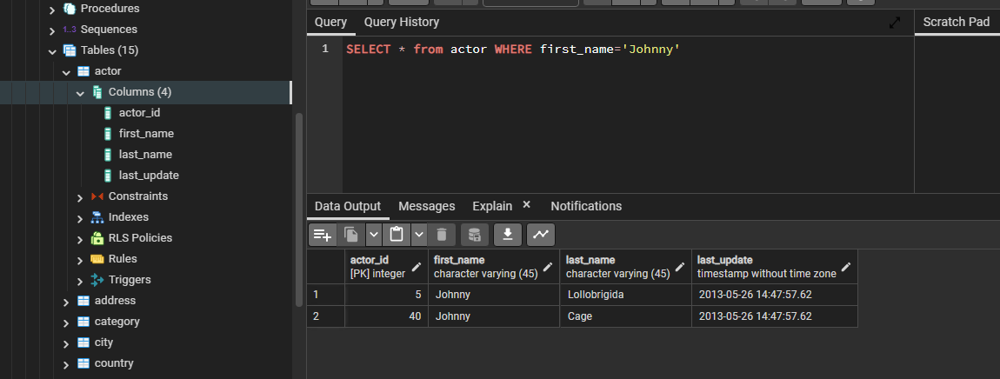 Procedures
1..3 Sequences
Tables (15)
actor
Columns (4)
actor_id
first_name
last_name
last_update
Constraints
Indexes
RLS Policies
Rules
Triggers
address
category
city
country
Query Query History Scratch Pad
1 SELECT * from actor WHERE first_name='Johnny'
Data Output Messages Explain × Notifications
actor_id first_name last_name last_update
[PK] integer character varying (45) character varying (45) timestamp without time zone
1 5 Johnny Lollobrigida 2013-05-26 14:47:57.62
2 40 Johnny Cage 2013-05-26 14:47:57.62